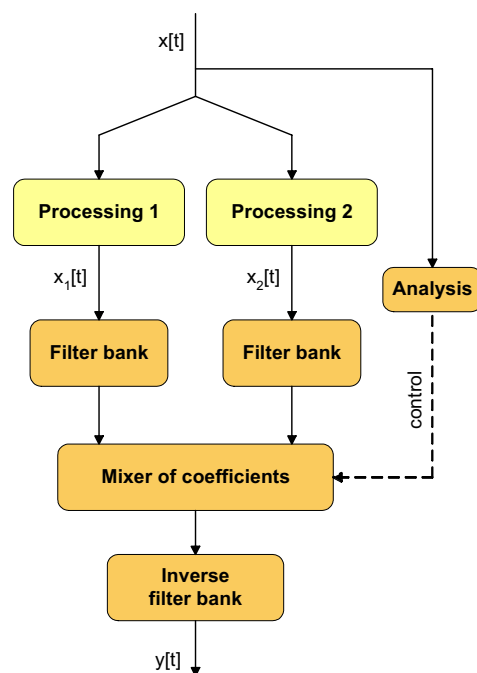 x[t]
Processing 1
Processing 2
x₁[t]
x₂[t]
Analysis
Filter bank
Filter bank
control
Mixer of coefficients
Inverse
filter bank
y[t]